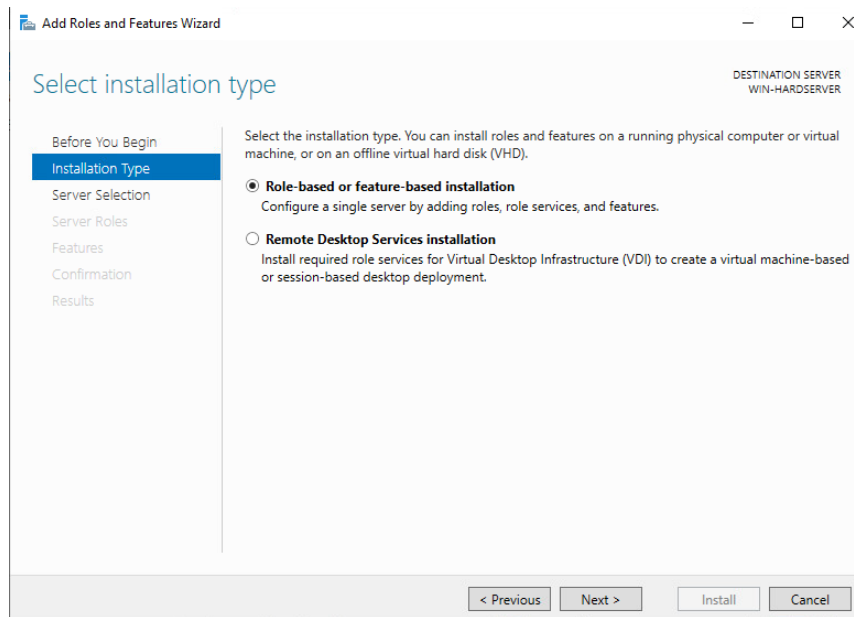 Add Roles and Features Wizard
Select installation type
DESTINATION SERVER
WIN-HARDSERVER
Before You Begin
Installation Type
Server Selection
Server Roles
Features
Confirmation
Results
Select the installation type. You can install roles and features on a running physical computer or virtual
machine, or on an offline virtual hard disk (VHD).
Role-based or feature-based installation
Configure a single server by adding roles, role services, and features.
Remote Desktop Services installation
Install required role services for Virtual Desktop Infrastructure (VDI) to create a virtual machine-based
or session-based desktop deployment.
< Previous
Next >
Install
Cancel